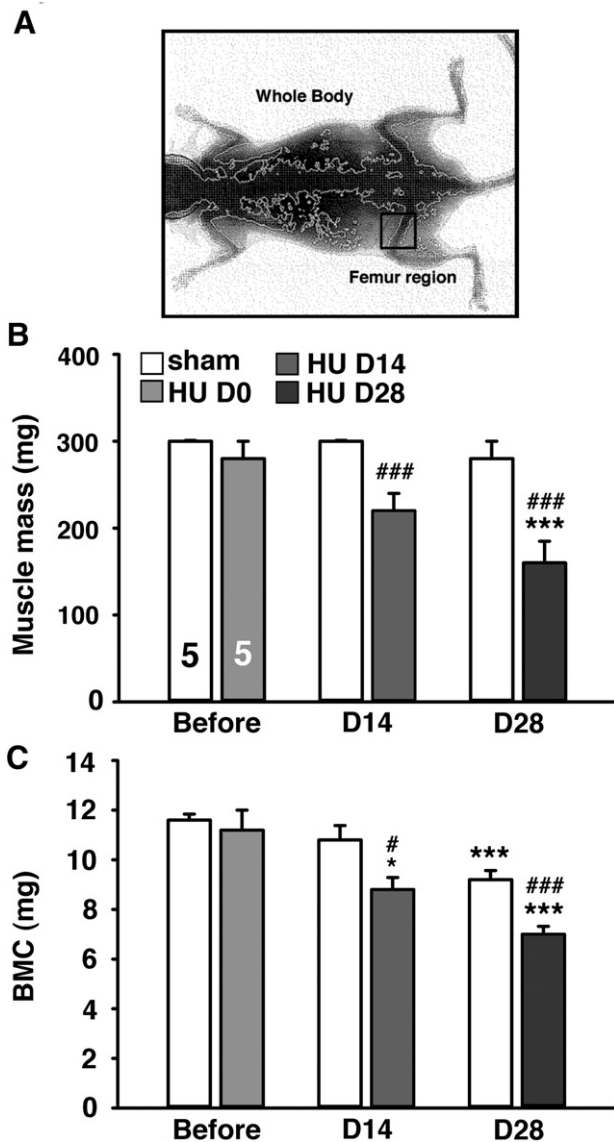 A
Whole Body
Femur region
B
Muscle mass (mg)
400
300
200
100
0
sham
HU D0
HU D14
HU D28
###
###
***
5
5
Before
D14
D28
C
BMC (mg)
14
12
10
8
6
4
2
0
#
*
***
###
***
Before
D14
D28